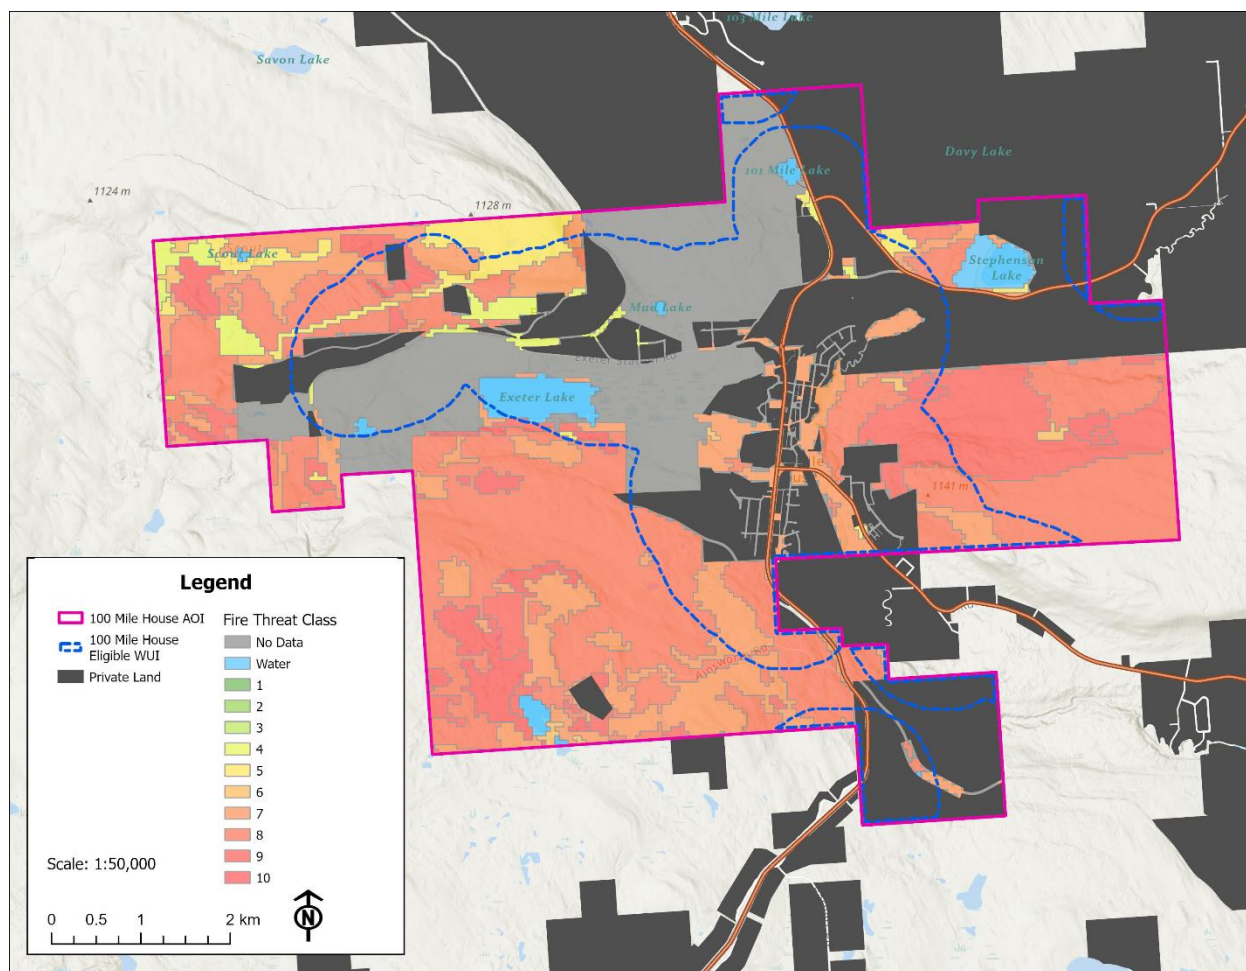 103 Mile Lake
Savon Lake
Davy Lake
101 Mile Lake
1124 m
1128 m
Scout Lake
Stephenson
Lake
Mud Lake
Exeter Lake
1141 m
Ainsworth Rd
Legend
100 Mile House AOI
100 Mile House
Eligible WUI
Private Land
Fire Threat Class
No Data
Water
1
2
3
4
5
6
7
8
9
10
Scale: 1:50,000
0 0.5 1 2 km
N